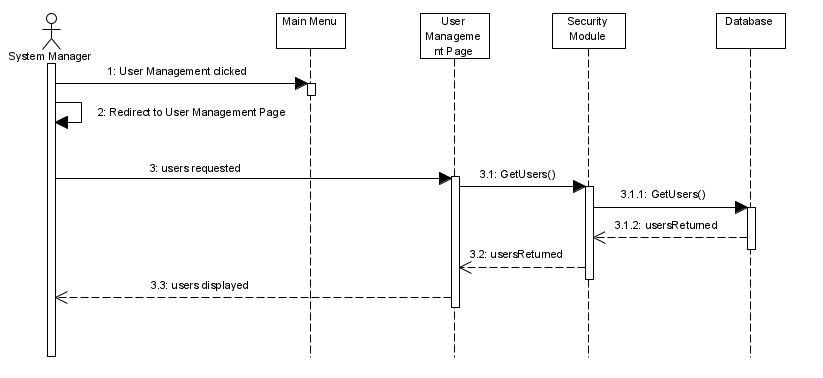 System Manager
Main Menu
User
Manageme
nt Page
Security
Module
Database
1: User Management clicked
2: Redirect to User Management Page
3: users requested
3.1: GetUsers()
3.1.1: GetUsers()
3.1.2: usersReturned
3.2: usersReturned
3.3: users displayed